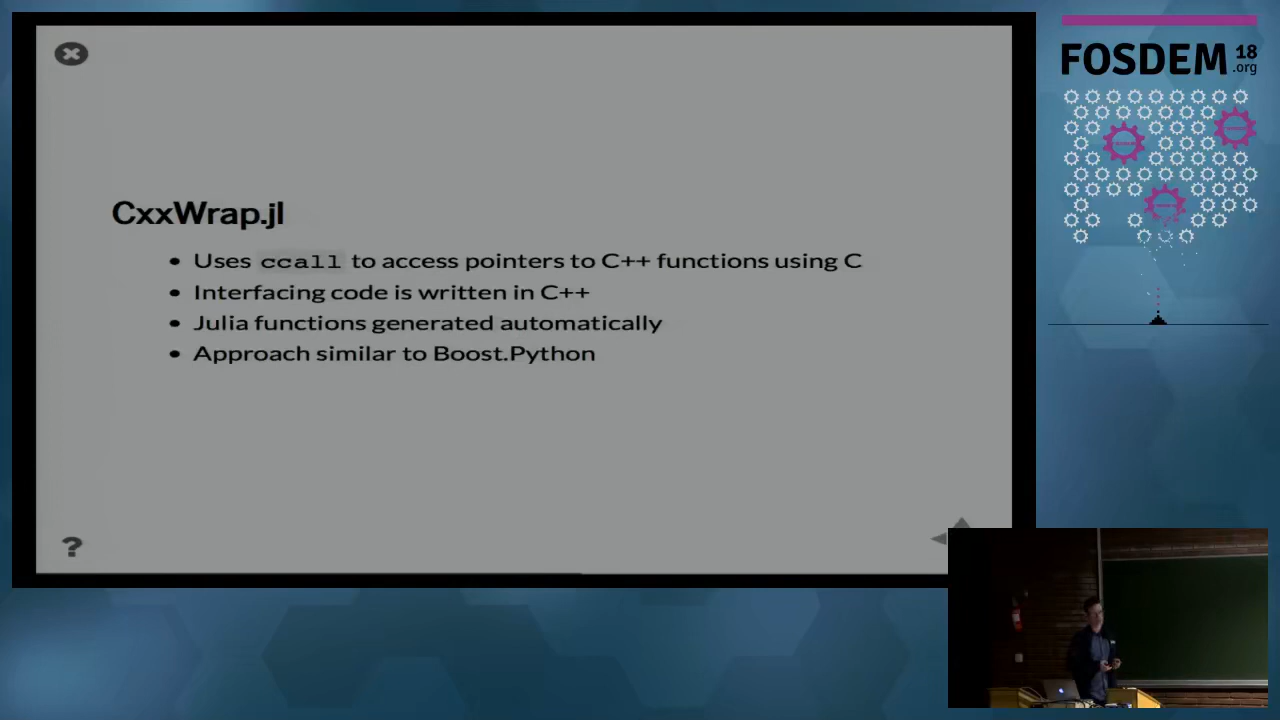 CxxWrap.jl
Uses ccall to access pointers to C++ functions using C
Interfacing code is written in C++
Julia functions generated automatically
Approach similar to Boost.Python
?
FOSDEM 18
.org